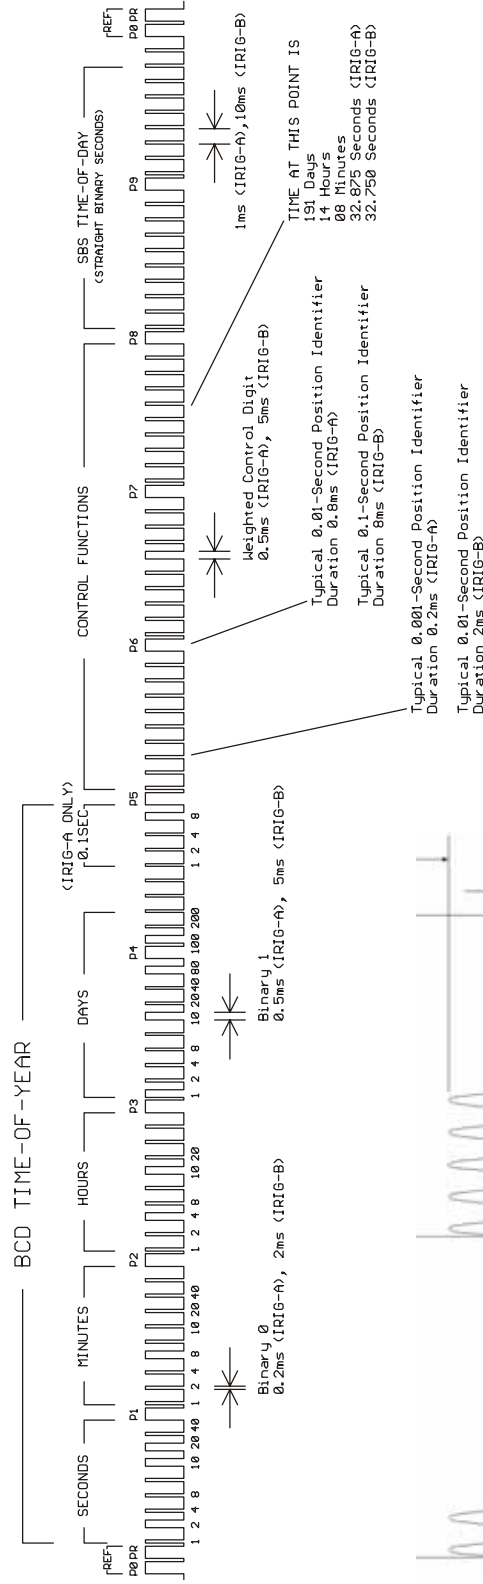 BCD TIME-OF-YEAR
(IRIG-A ONLY)
REF
SECONDS
MINUTES
HOURS
DAYS
0.1SEC
CONTROL FUNCTIONS
SBS TIME-OF-DAY
(STRAIGHT BINARY SECONDS)
REF
P0 PR
P1
P2
P3
P4
P5
P6
P7
P8
P9
P0 PR
1 2 4 8 10 20 40
1 2 4 8 10 20 40
1 2 4 8 10 20
1 2 4 8 10 20 40 80 100 200
1 2 4 8
Binary 0
0.2ms (IRIG-A), 2ms (IRIG-B)
Binary 1
0.5ms (IRIG-A), 5ms (IRIG-B)
Weighted Control Digit
0.5ms (IRIG-A), 5ms (IRIG-B)
1ms (IRIG-A),10ms (IRIG-B)
TIME AT THIS POINT IS
191 Days
14 Hours
08 Minutes
32.875 Seconds (IRIG-A)
32.750 Seconds (IRIG-B)
Typical 0.01-Second Position Identifier
Duration 0.8ms (IRIG-A)
Typical 0.1-Second Position Identifier
Duration 8ms (IRIG-B)
Typical 0.001-Second Position Identifier
Duration 0.2ms (IRIG-A)
Typical 0.01-Second Position Identifier
Duration 2ms (IRIG-B)